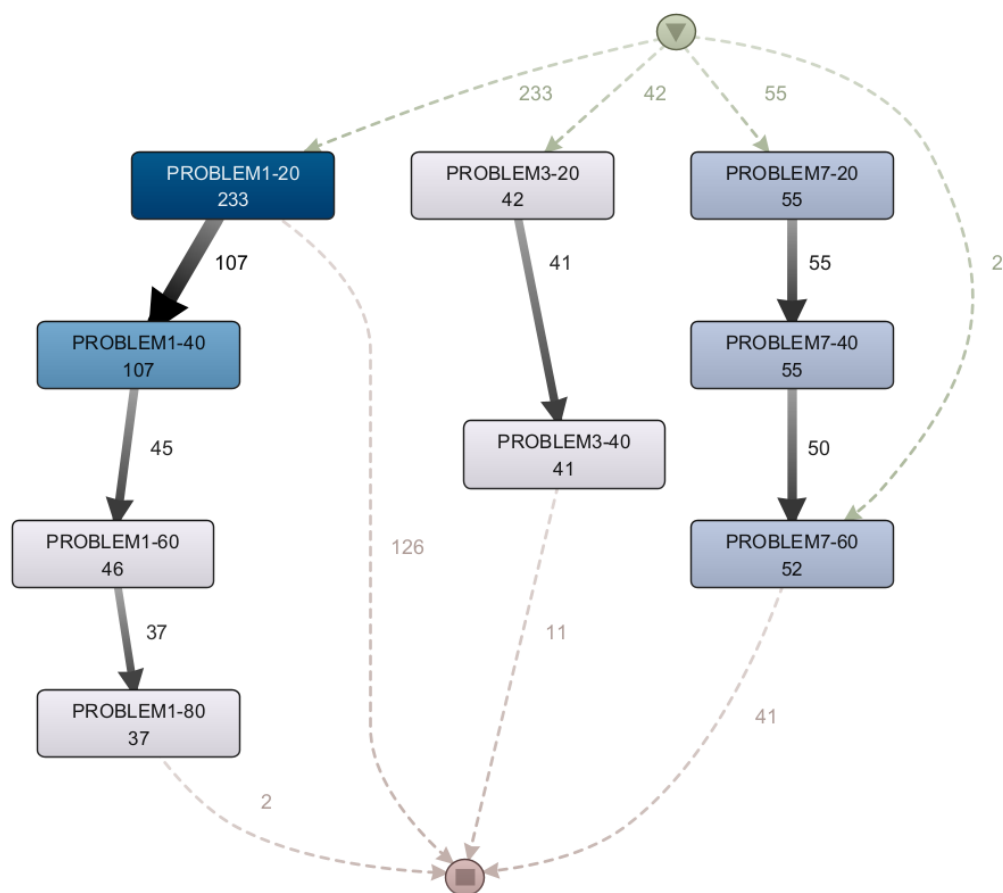 233
42
55
PROBLEM1-20
233
PROBLEM3-20
42
PROBLEM7-20
55
107
41
55
2
PROBLEM1-40
107
PROBLEM7-40
55
45
PROBLEM3-40
41
50
PROBLEM1-60
46
126
PROBLEM7-60
52
37
11
PROBLEM1-80
37
41
2